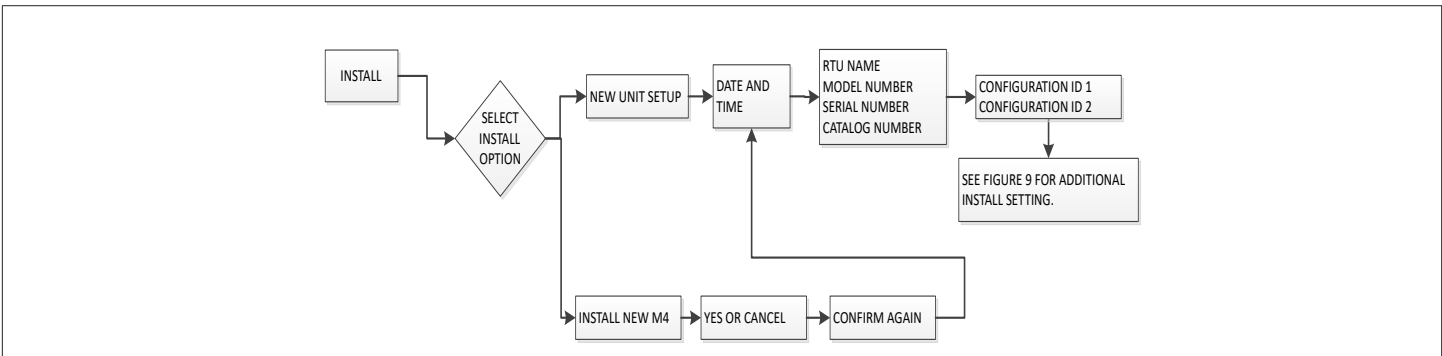 INSTALL
SELECT
INSTALL
OPTION
NEW UNIT SETUP
DATE AND
TIME
RTU NAME
MODEL NUMBER
SERIAL NUMBER
CATALOG NUMBER
CONFIGURATION ID 1
CONFIGURATION ID 2
SEE FIGURE 9 FOR ADDITIONAL
INSTALL SETTING.
INSTALL NEW M4
YES OR CANCEL
CONFIRM AGAIN